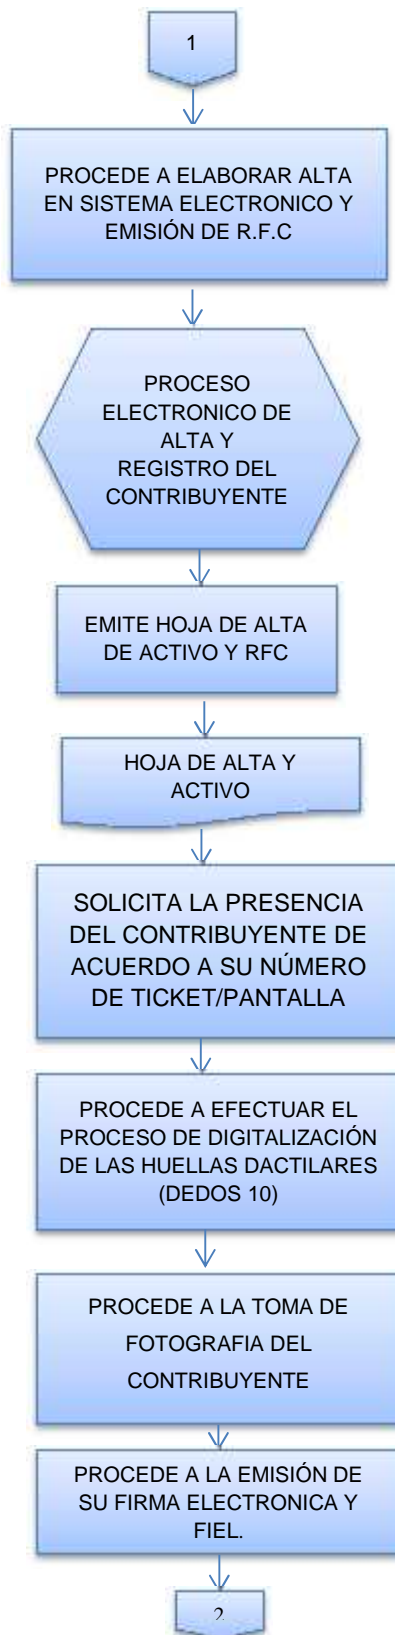 1
PROCEDE A ELABORAR ALTA
EN SISTEMA ELECTRONICO Y
EMISIÓN DE R.F.C
PROCESO
ELECTRONICO DE
ALTA Y
REGISTRO DEL
CONTRIBUYENTE
EMITE HOJA DE ALTA
DE ACTIVO Y RFC
HOJA DE ALTA Y
ACTIVO
SOLICITA LA PRESENCIA
DEL CONTRIBUYENTE DE
ACUERDO A SU NÚMERO
DE TICKET/PANTALLA
PROCEDE A EFECTUAR EL
PROCESO DE DIGITALIZACIÓN
DE LAS HUELLAS DACTILARES
(DEDOS 10)
PROCEDE A LA TOMA DE
FOTOGRAFIA DEL
CONTRIBUYENTE
PROCEDE A LA EMISIÓN DE
SU FIRMA ELECTRONICA Y
FIEL.
2